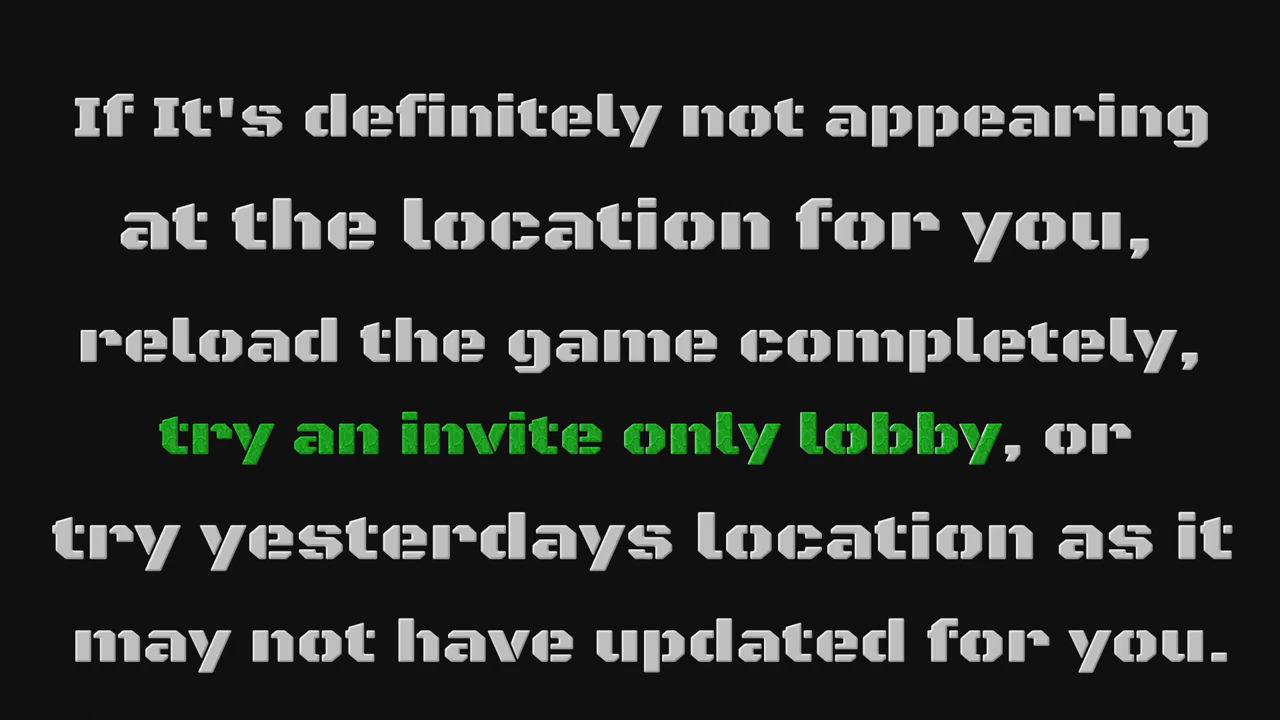 If It's definitely not appearing
at the location for you,
reload the game completely,
try an invite only lobby, or
try yesterdays location as it
may not have updated for you.